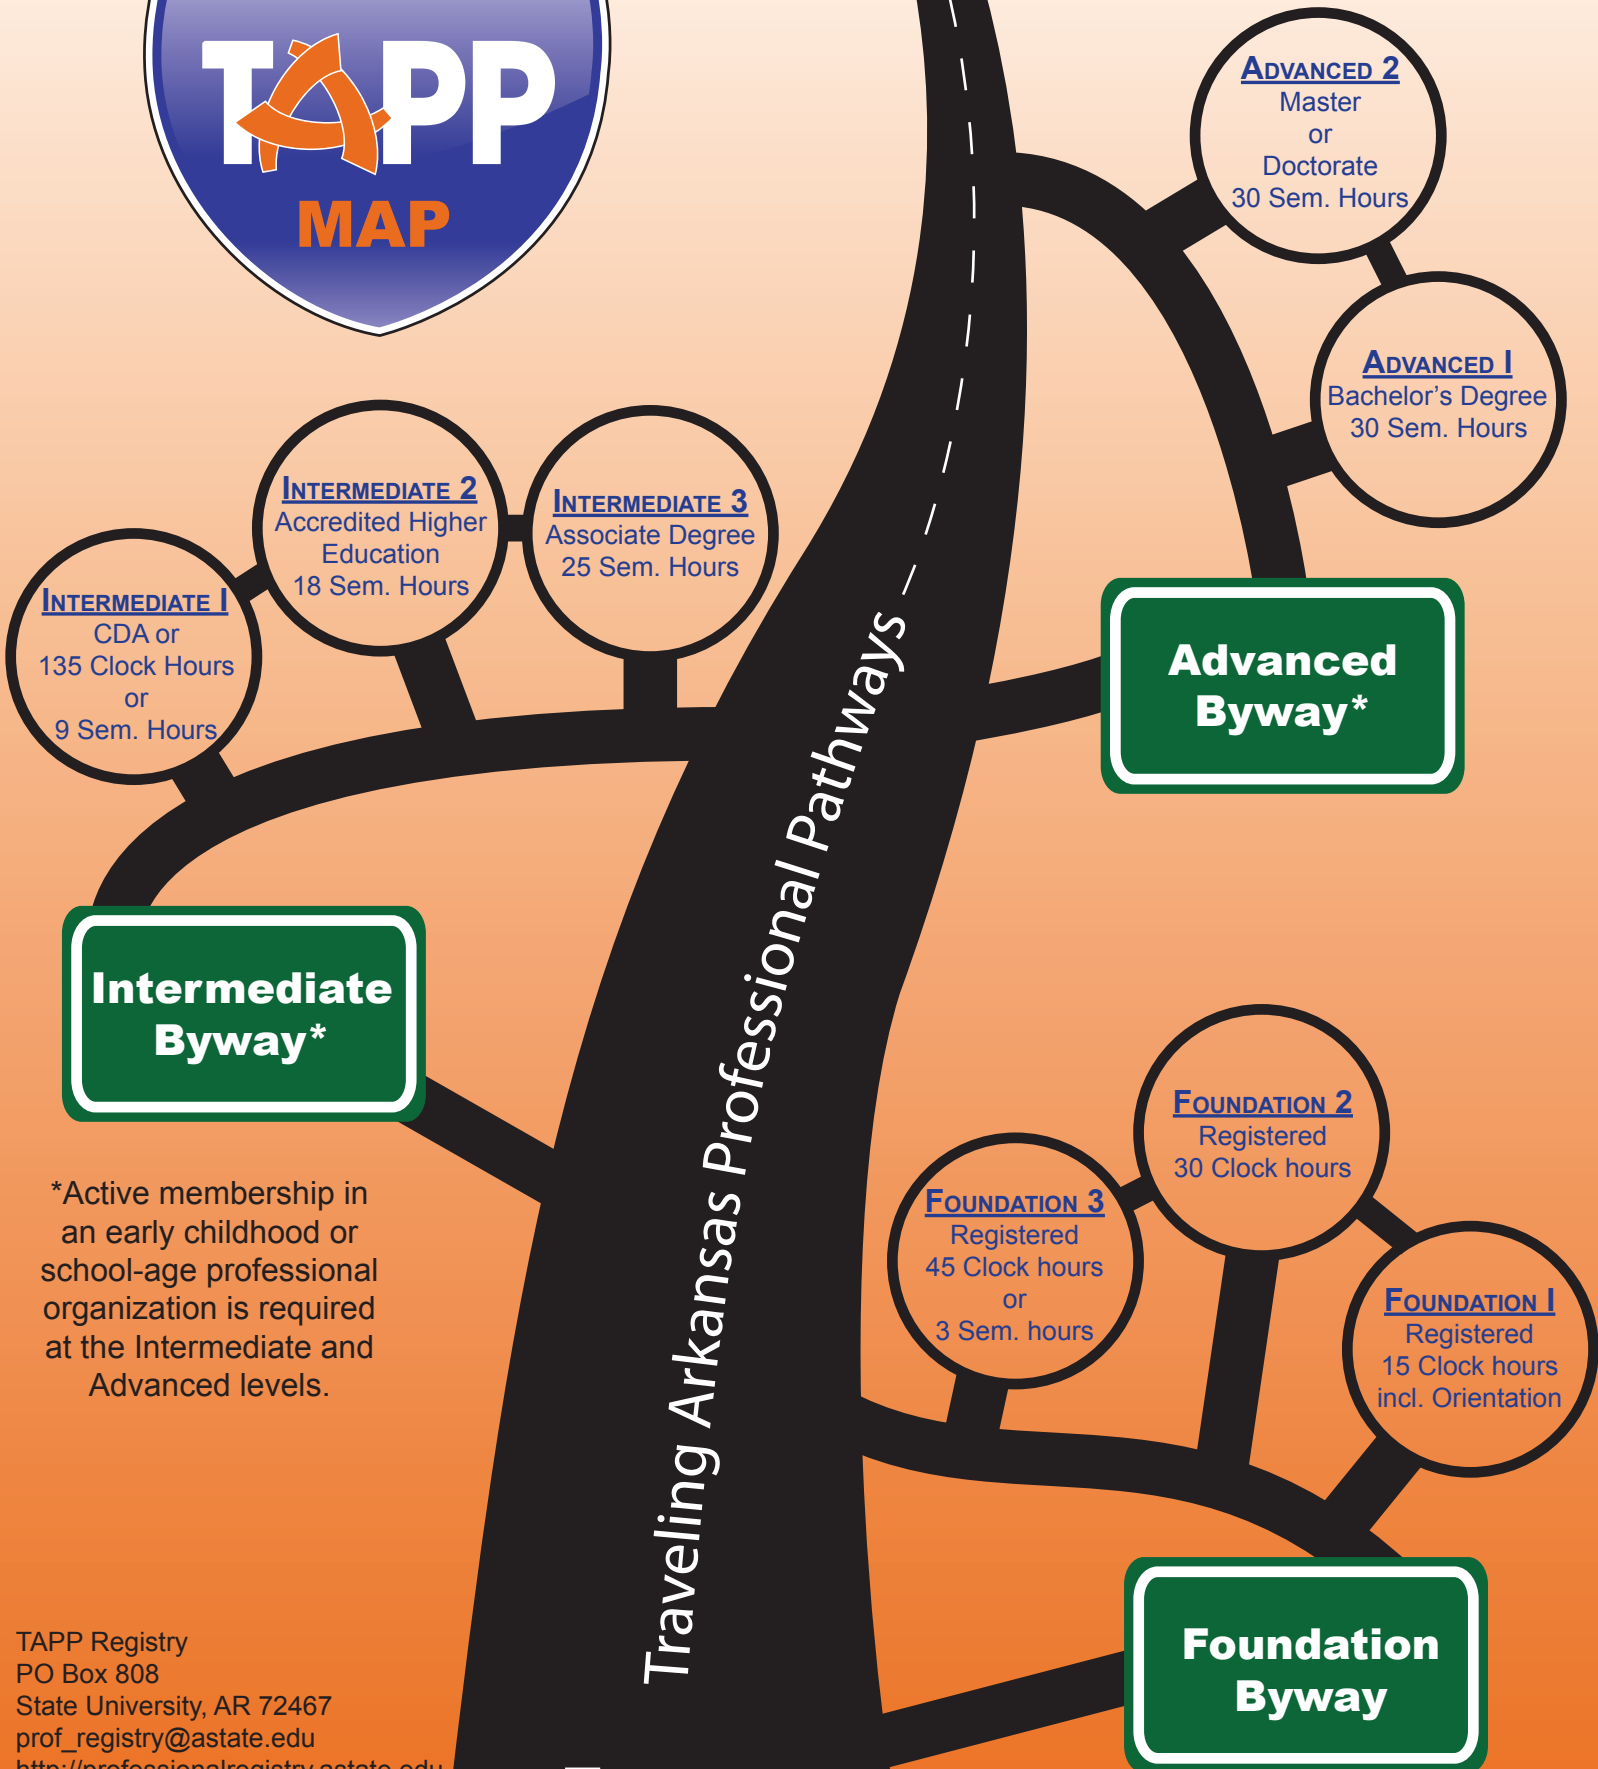 TAPP
MAP
ADVANCED 2
Master
or
Doctorate
30 Sem. Hours
ADVANCED I
Bachelor's Degree
30 Sem. Hours
Advanced
Byway*
INTERMEDIATE I
CDA or
135 Clock Hours
or
9 Sem. Hours
INTERMEDIATE 2
Accredited Higher
Education
18 Sem. Hours
INTERMEDIATE 3
Associate Degree
25 Sem. Hours
Intermediate
Byway*
Traveling Arkansas Professional Pathways
*Active membership in
an early childhood or
school-age professional
organization is required
at the Intermediate and
Advanced levels.
FOUNDATION 3
Registered
45 Clock hours
or
3 Sem. hours
FOUNDATION 2
Registered
30 Clock hours
FOUNDATION I
Registered
15 Clock hours
incl. Orientation
Foundation
Byway
TAPP Registry
PO Box 808
State University, AR 72467
prof_registry@astate.edu
http://professionalregistry.astate.edu